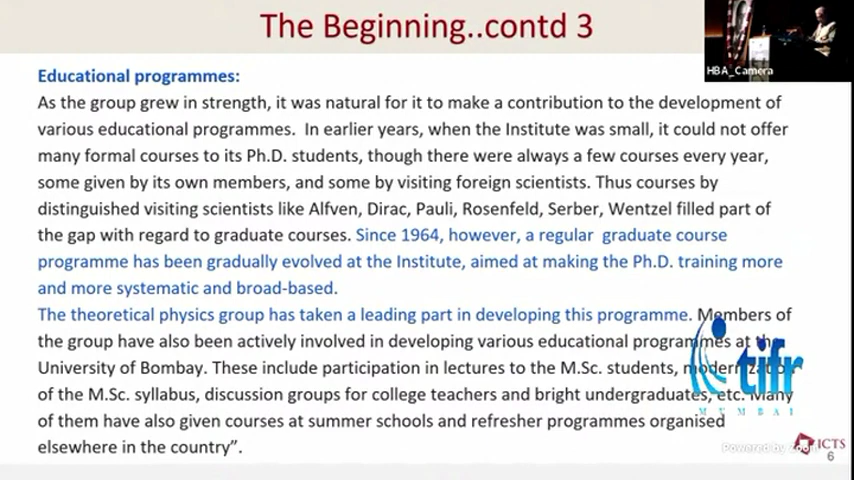 The Beginning..contd 3
HBA_Camera
Educational programmes:
As the group grew in strength, it was natural for it to make a contribution to the development of
various educational programmes.  In earlier years, when the Institute was small, it could not offer
many formal courses to its Ph.D. students, though there were always a few courses every year,
some given by its own members, and some by visiting foreign scientists. Thus courses by
distinguished visiting scientists like Alfven, Dirac, Pauli, Rosenfeld, Serber, Wentzel filled part of
the gap with regard to graduate courses. Since 1964, however, a regular  graduate course
programme has been gradually evolved at the Institute, aimed at making the Ph.D. training more
and more systematic and broad-based.
The theoretical physics group has taken a leading part in developing this programme. Members of
the group have also been actively involved in developing various educational programmes at the
University of Bombay. These include participation in lectures to the M.Sc. students, modernization
of the M.Sc. syllabus, discussion groups for college teachers and bright undergraduates, etc. Many
of them have also given courses at summer schools and refresher programmes organised
elsewhere in the country”.
tifr
MUMBAI
Powered by Zoom
ICTS
6